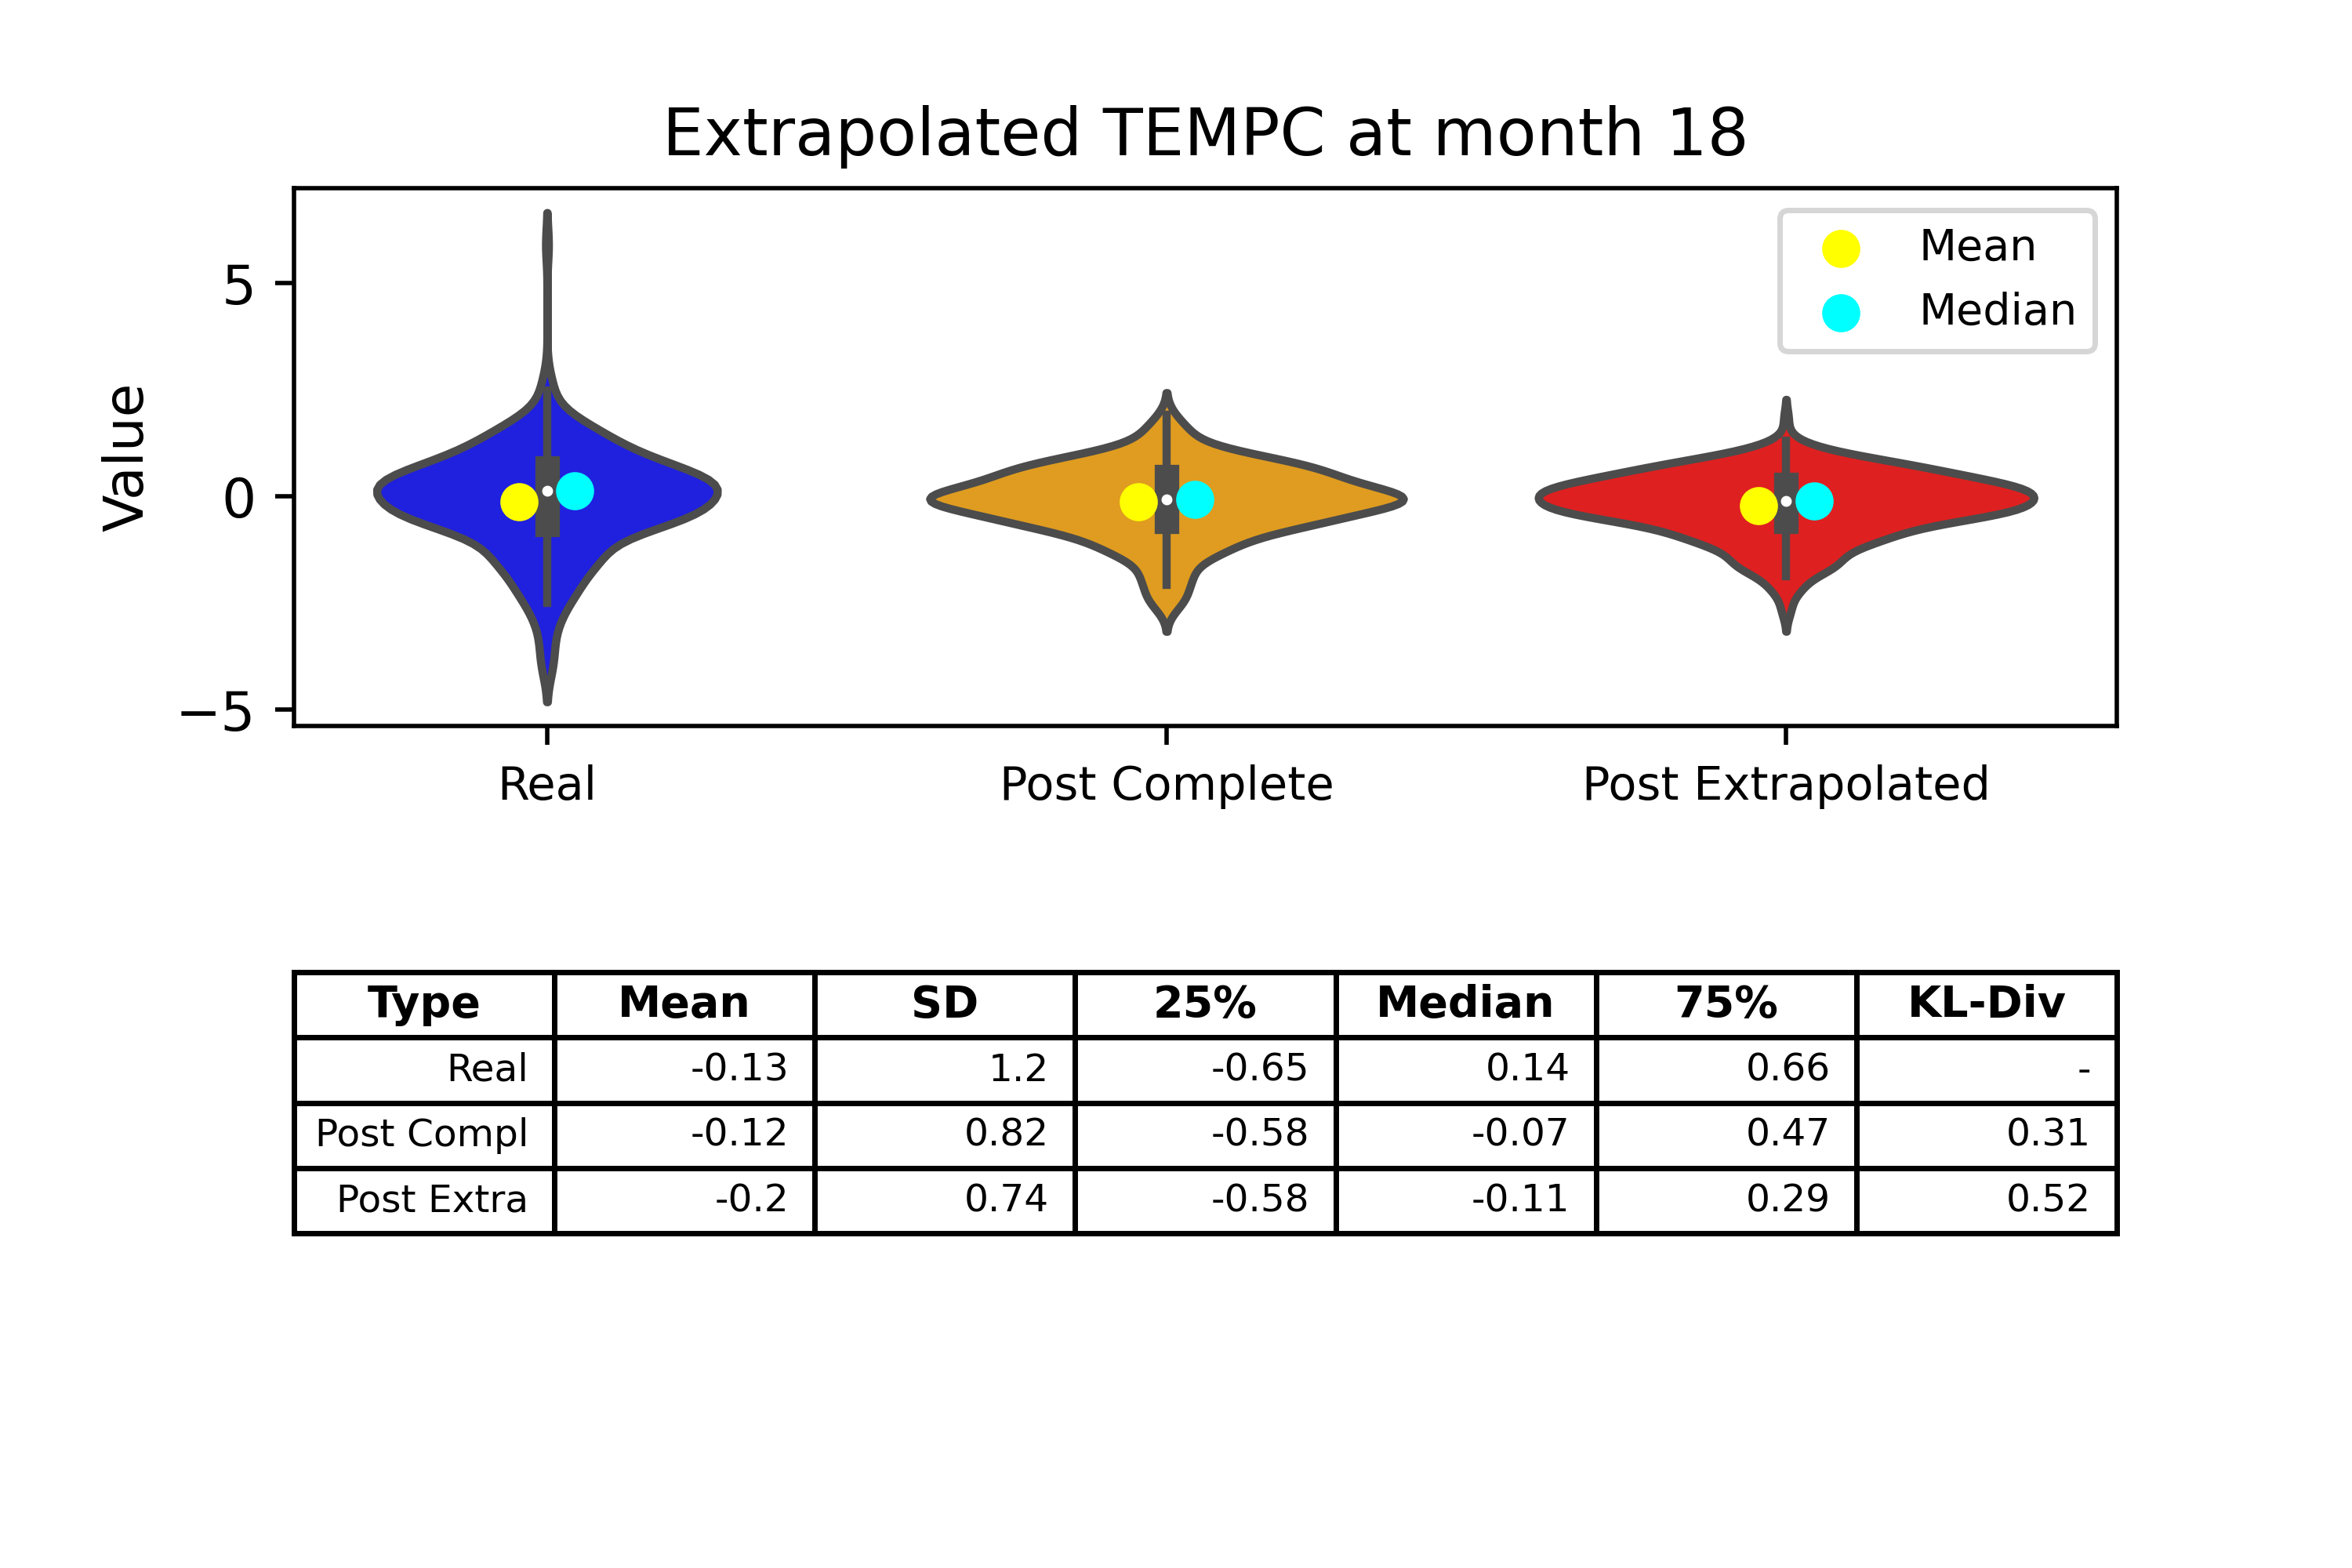 Extrapolated TEMPC at month 18
Mean
Median
5
0
−5
Value
Real Post Complete Post Extrapolated
Type Mean SD 25% Median 75% KL-Div
Real -0.13 1.2 -0.65 0.14 0.66 -
Post Compl -0.12 0.82 -0.58 -0.07 0.47 0.31
Post Extra -0.2 0.74 -0.58 -0.11 0.29 0.52